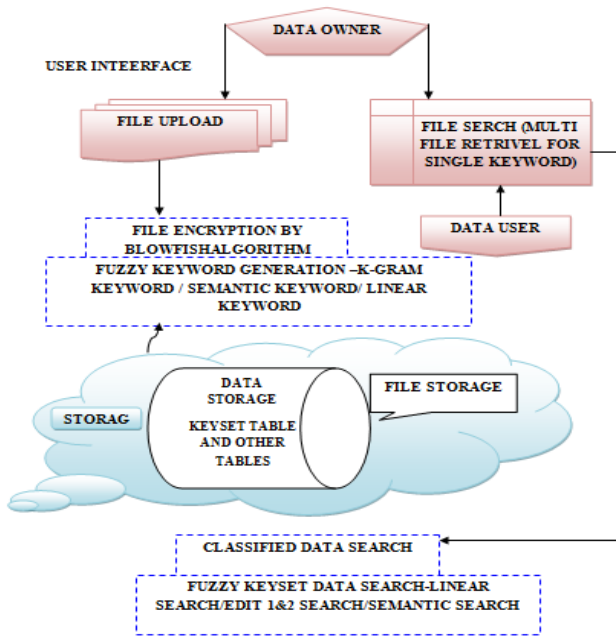 DATA OWNER
USER INTEERFACE
FILE UPLOAD
FILE SERCH (MULTI
FILE RETRIVEL FOR
SINGLE KEYWORD)
DATA USER
FILE ENCRYPTION BY
BLOWFISHALGORITHM
FUZZY KEYWORD GENERATION –K-GRAM
KEYWORD / SEMANTIC KEYWORD/ LINEAR
KEYWORD
DATA
STORAGE
KEYSET TABLE
AND OTHER
TABLES
FILE STORAGE
STORAG
CLASSIFIED DATA SEARCH
FUZZY KEYSET DATA SEARCH-LINEAR
SEARCH/EDIT 1&2 SEARCH/SEMANTIC SEARCH